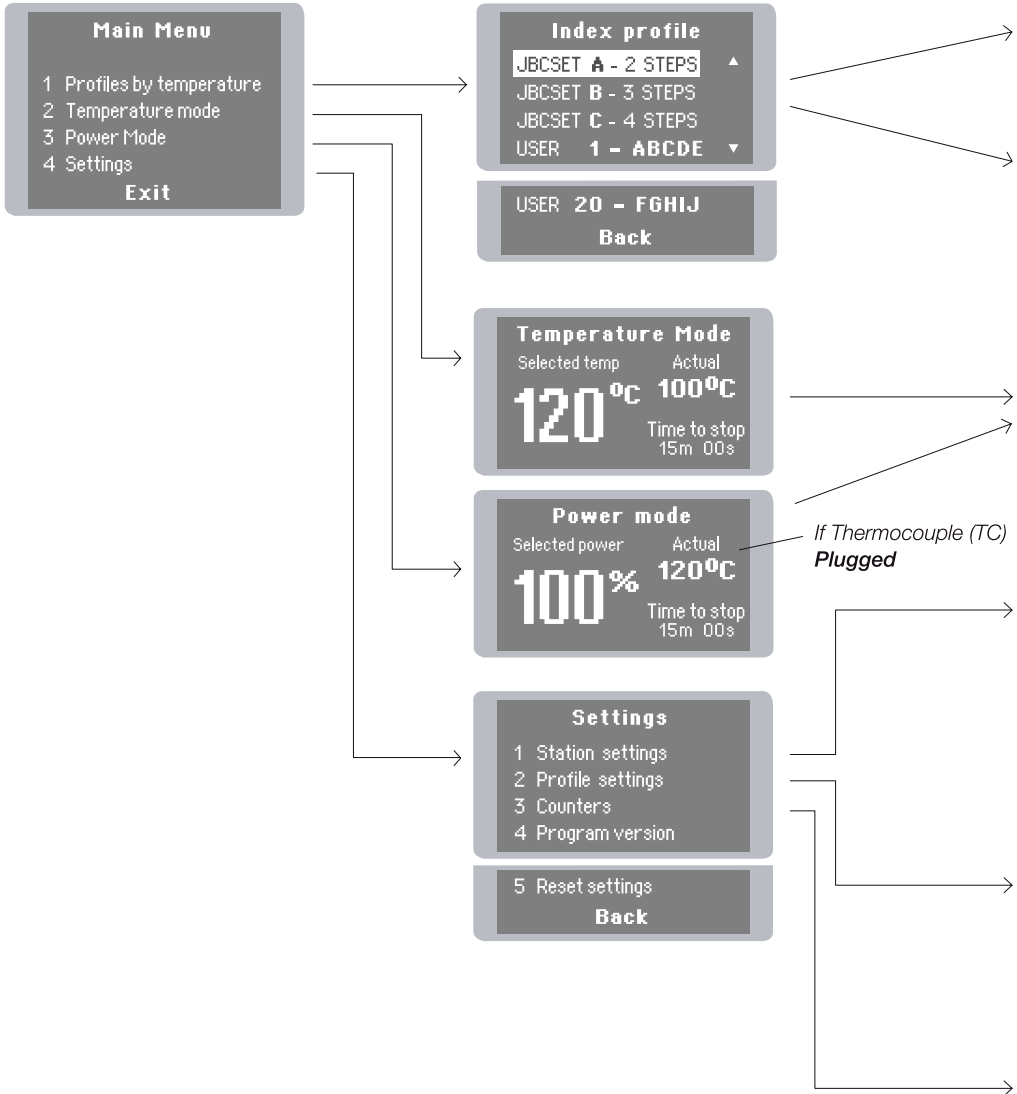 Main Menu
1 Profiles by temperature
2 Temperature mode
3 Power Mode
4 Settings
Exit
Index profile
JBCSET A - 2 STEPS ▲
JBCSET B - 3 STEPS
JBCSET C - 4 STEPS
USER 1 - ABCDE ▼
USER 20 - FGHIJ
Back
Temperature Mode
Selected temp Actual
120ºC 100ºC
Time to stop
15m 00s
Power mode
Selected power Actual
100% 120ºC
Time to stop
15m 00s
If Thermocouple (TC)
Plugged
Settings
1 Station settings
2 Profile settings
3 Counters
4 Program version
5 Reset settings
Back